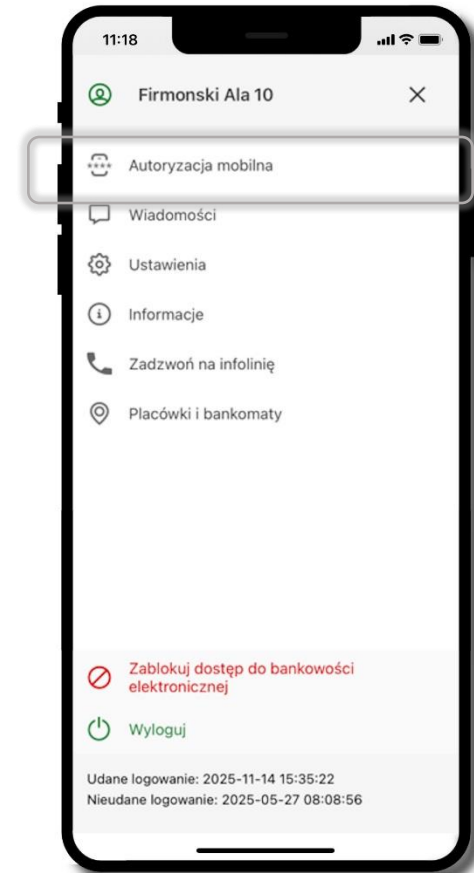 11:18
Firmonski Ala 10
Autoryzacja mobilna
Wiadomości
Ustawienia
Informacje
Zadzwoń na infolinię
Placówki i bankomaty
Zablokuj dostęp do bankowości
elektronicznej
Wyloguj
Udane logowanie: 2025-11-14 15:35:22
Nieudane logowanie: 2025-05-27 08:08:56